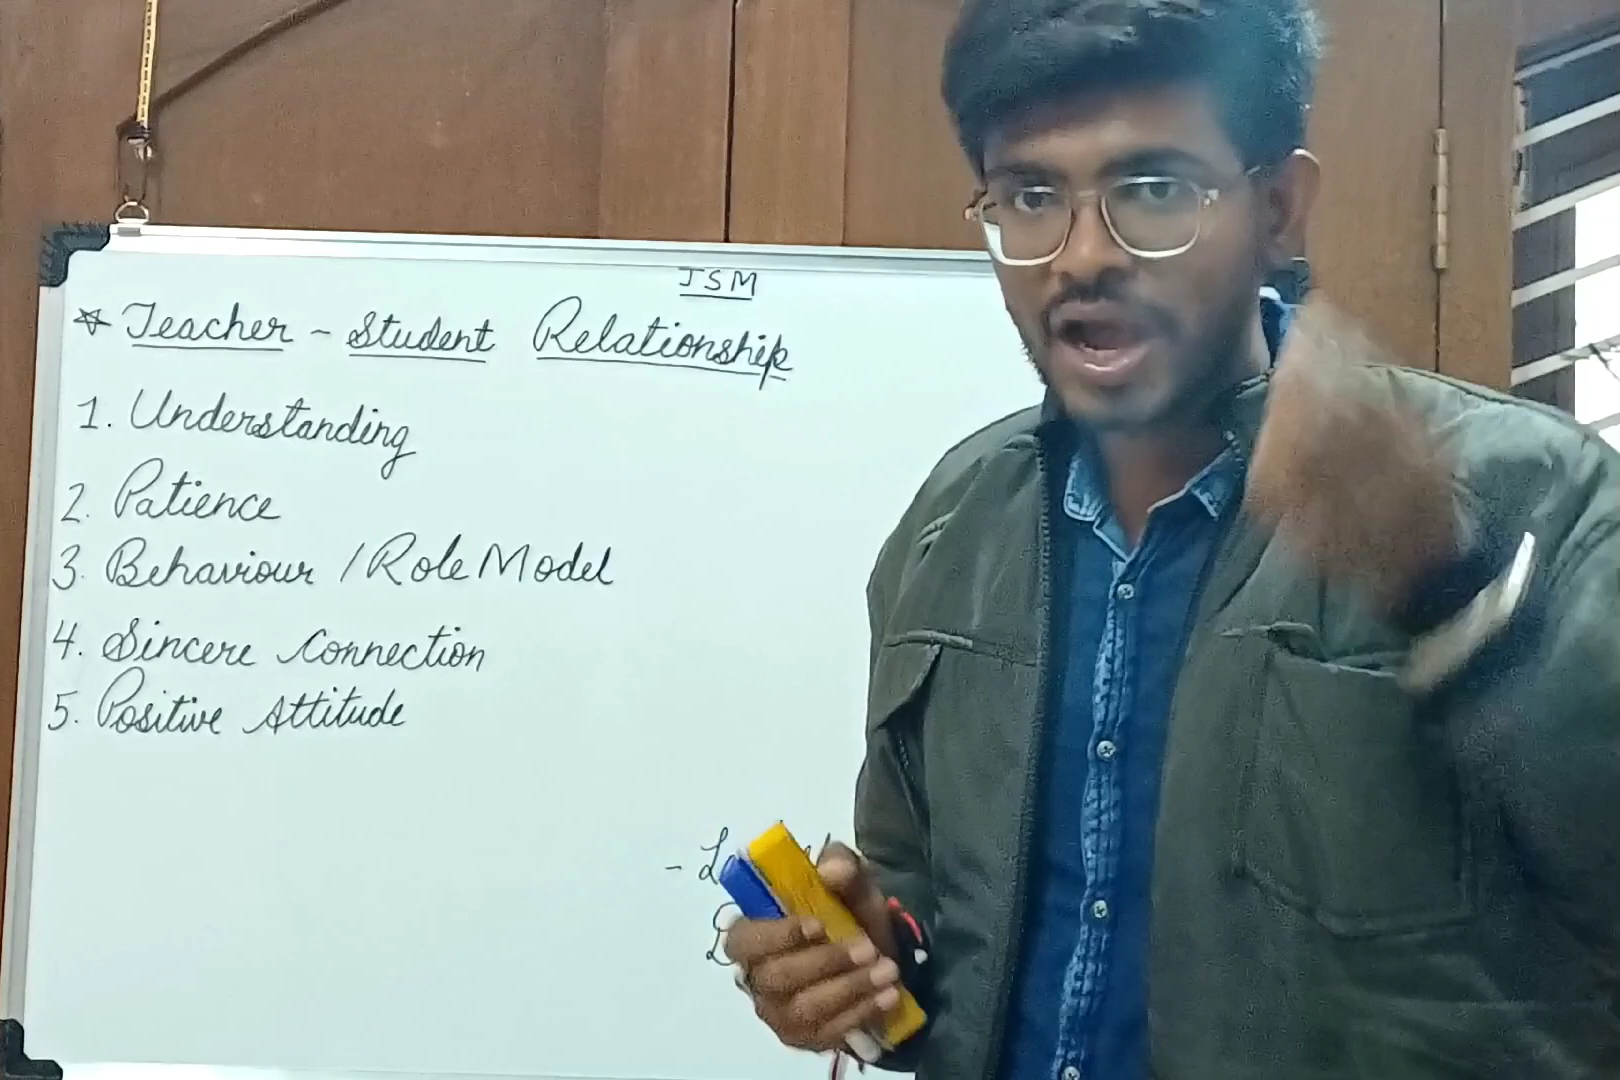 JSM
☆ Teacher - Student Relationship
1. Understanding
2. Patience
3. Behaviour / Role Model
4. Sincere Connection
5. Positive Attitude